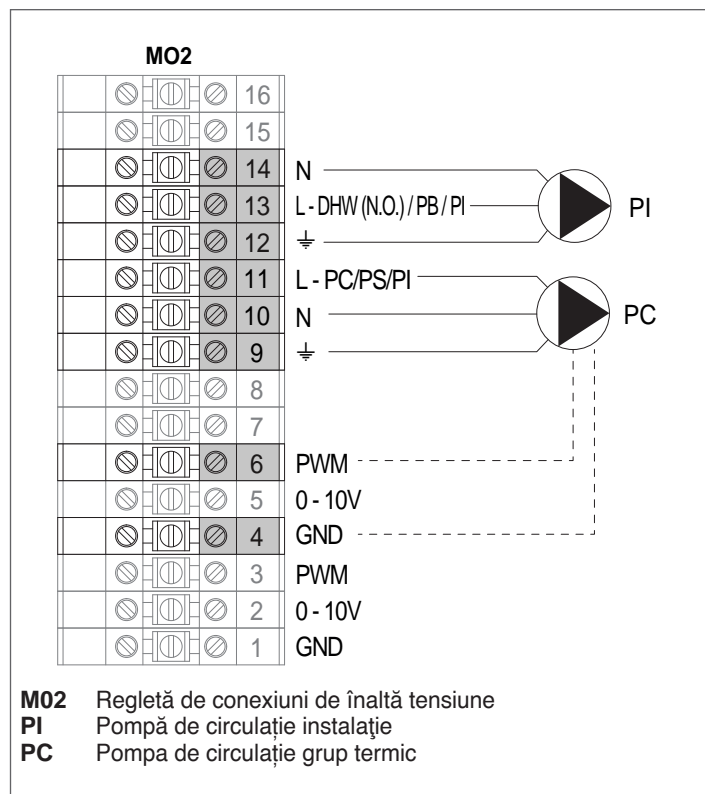 MO2
16
15
14 N
13 L - DHW (N.O.) / PB / PI PI
12
11 L - PC/PS/PI
10 N PC
9
8
7
6 PWM
5 0 - 10V
4 GND
3 PWM
2 0 - 10V
1 GND
M02 Regletă de conexiuni de înaltă tensiune
PI Pompă de circulație instalaţie
PC Pompa de circulație grup termic